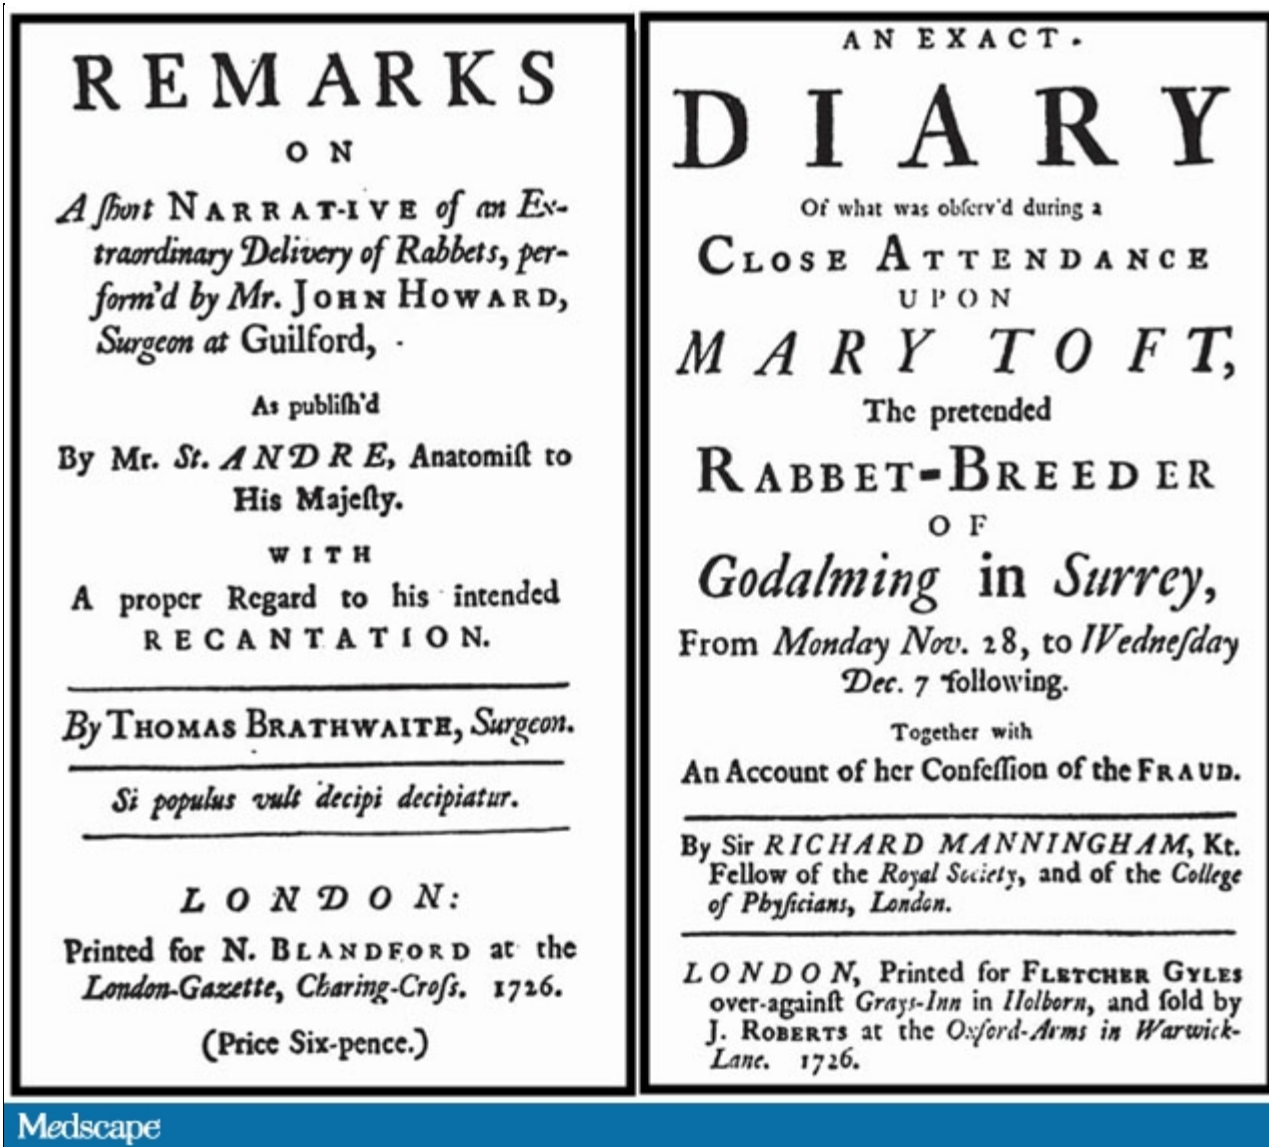 REMARKS
ON
A ſhort NARRAT-IVE of an Ex-
traordinary Delivery of Rabbets, per-
form'd by Mr. JOHN HOWARD,
Surgeon at Guilford,
As publiſh'd
By Mr. St. ANDRE, Anatomiſt to
His Majeſty.
WITH
A proper Regard to his intended
RECANTATION.
By THOMAS BRATHWAITE, Surgeon.
Si populus vult decipi decipiatur.
LONDON:
Printed for N. BLANDFORD at the
London-Gazette, Charing-Croſs. 1726.
(Price Six-pence.)
AN EXACT
DIARY
Of what was obſerv'd during a
CLOSE ATTENDANCE
UPON
MARY TOFT,
The pretended
RABBET-BREEDER
OF
Godalming in Surrey,
From Monday Nov. 28, to Wedneſday
Dec. 7 following.
Together with
An Account of her Confeſſion of the FRAUD.
By Sir RICHARD MANNINGHAM, Kt.
Fellow of the Royal Society, and of the College
of Phyſicians, London.
LONDON, Printed for FLETCHER GYLES
over-againſt Grays-Inn in Holborn, and ſold by
J. ROBERTS at the Oxford-Arms in Warwick-
Lane. 1726.
Medscape